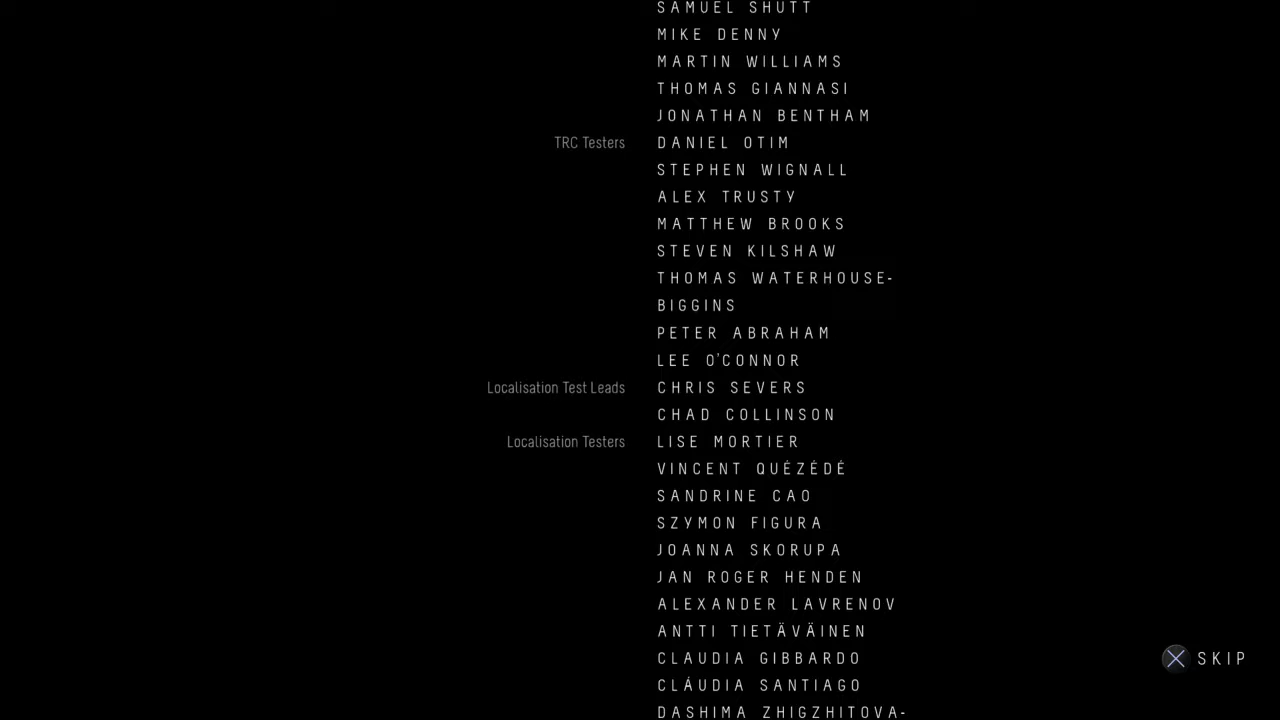 SAMUEL SHUTT
MIKE DENNY
MARTIN WILLIAMS
THOMAS GIANNASI
JONATHAN BENTHAM
TRC Testers DANIEL OTIM
STEPHEN WIGNALL
ALEX TRUSTY
MATTHEW BROOKS
STEVEN KILSHAW
THOMAS WATERHOUSE-
BIGGINS
PETER ABRAHAM
LEE O'CONNOR
Localisation Test Leads CHRIS SEVERS
CHAD COLLINSON
Localisation Testers LISE MORTIER
VINCENT QUÉZÉDÉ
SANDRINE CAO
SZYMON FIGURA
JOANNA SKORUPA
JAN ROGER HENDEN
ALEXANDER LAVRENOV
ANTTI TIETÄVÄINEN
CLAUDIA GIBBARDO
CLÁUDIA SANTIAGO
DASHIMA ZHIGZHITOVA-
SKIP